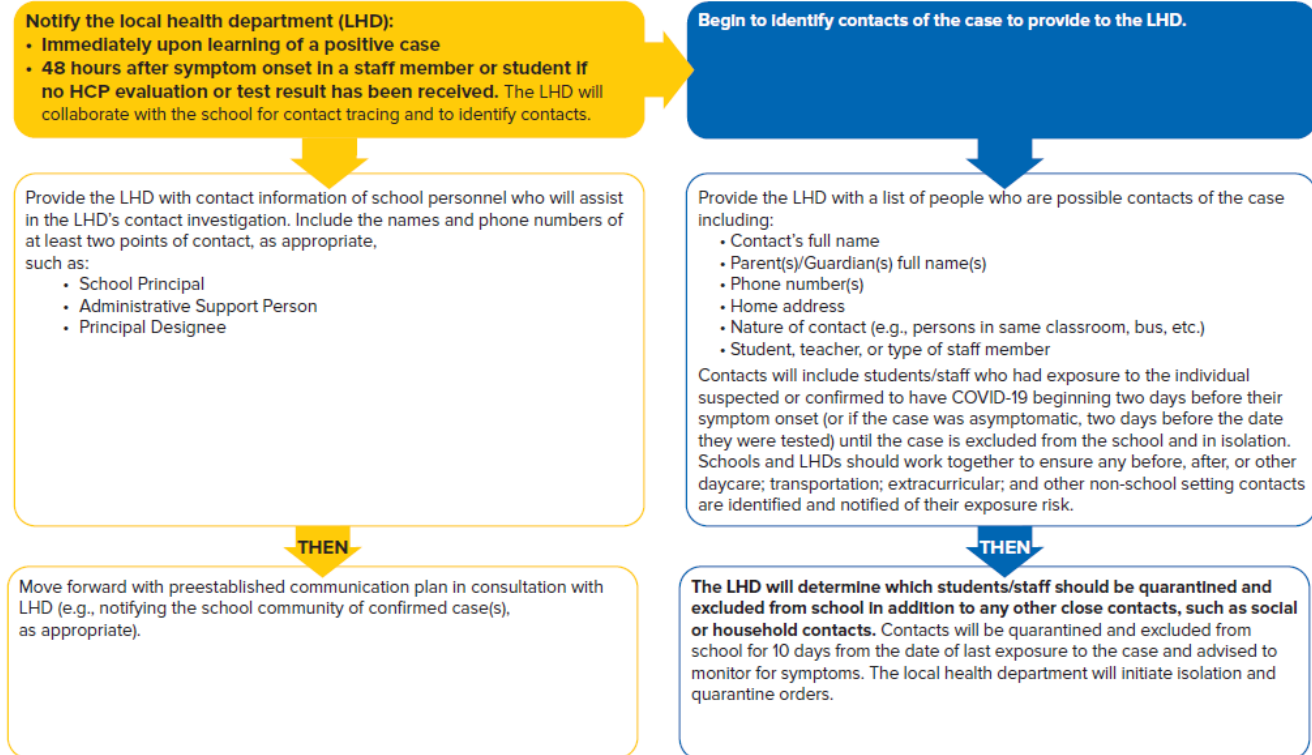 Notify the local health department (LHD):
• Immediately upon learning of a positive case
• 48 hours after symptom onset in a staff member or student if
no HCP evaluation or test result has been received. The LHD will
collaborate with the school for contact tracing and to identify contacts.
Begin to identify contacts of the case to provide to the LHD.
Provide the LHD with contact information of school personnel who will assist
in the LHD's contact investigation. Include the names and phone numbers of
at least two points of contact, as appropriate,
such as:
• School Principal
• Administrative Support Person
• Principal Designee
Provide the LHD with a list of people who are possible contacts of the case
including:
• Contact's full name
• Parent(s)/Guardian(s) full name(s)
• Phone number(s)
• Home address
• Nature of contact (e.g., persons in same classroom, bus, etc.)
• Student, teacher, or type of staff member
Contacts will include students/staff who had exposure to the individual
suspected or confirmed to have COVID-19 beginning two days before their
symptom onset (or if the case was asymptomatic, two days before the date
they were tested) until the case is excluded from the school and in isolation.
Schools and LHDs should work together to ensure any before, after, or other
daycare; transportation; extracurricular; and other non-school setting contacts
are identified and notified of their exposure risk.
THEN
THEN
Move forward with preestablished communication plan in consultation with
LHD (e.g., notifying the school community of confirmed case(s),
as appropriate).
The LHD will determine which students/staff should be quarantined and
excluded from school in addition to any other close contacts, such as social
or household contacts. Contacts will be quarantined and excluded from
school for 10 days from the date of last exposure to the case and advised to
monitor for symptoms. The local health department will initiate isolation and
quarantine orders.